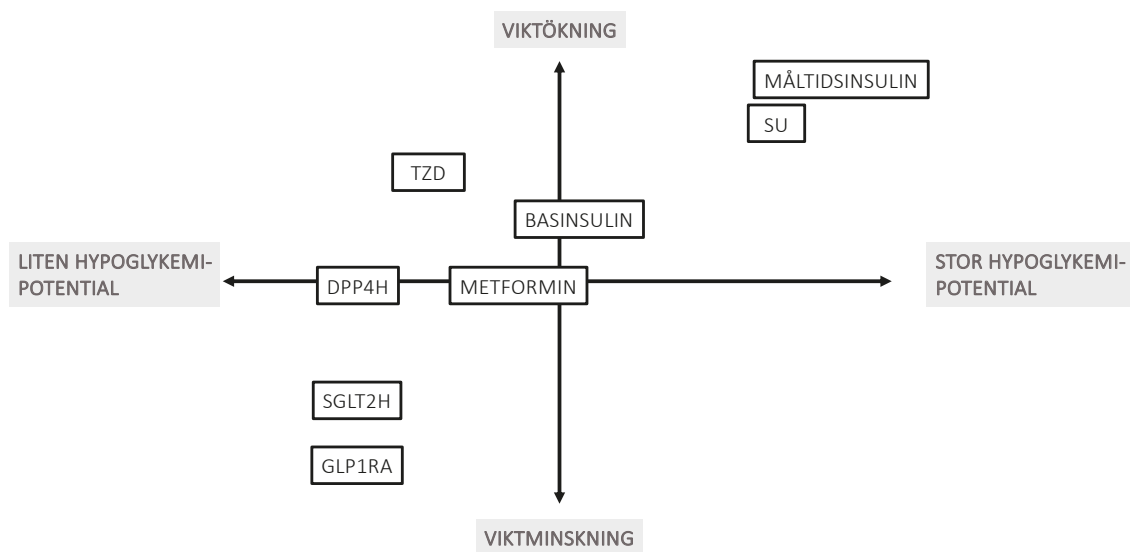 VIKTÖKNING
MÅLTIDSINSULIN
SU
TZD
BASINSULIN
LITEN HYPOGLYKEMI-
POTENTIAL
DPP4H
METFORMIN
STOR HYPOGLYKEMI-
POTENTIAL
SGLT2H
GLP1RA
VIKTMINSKNING